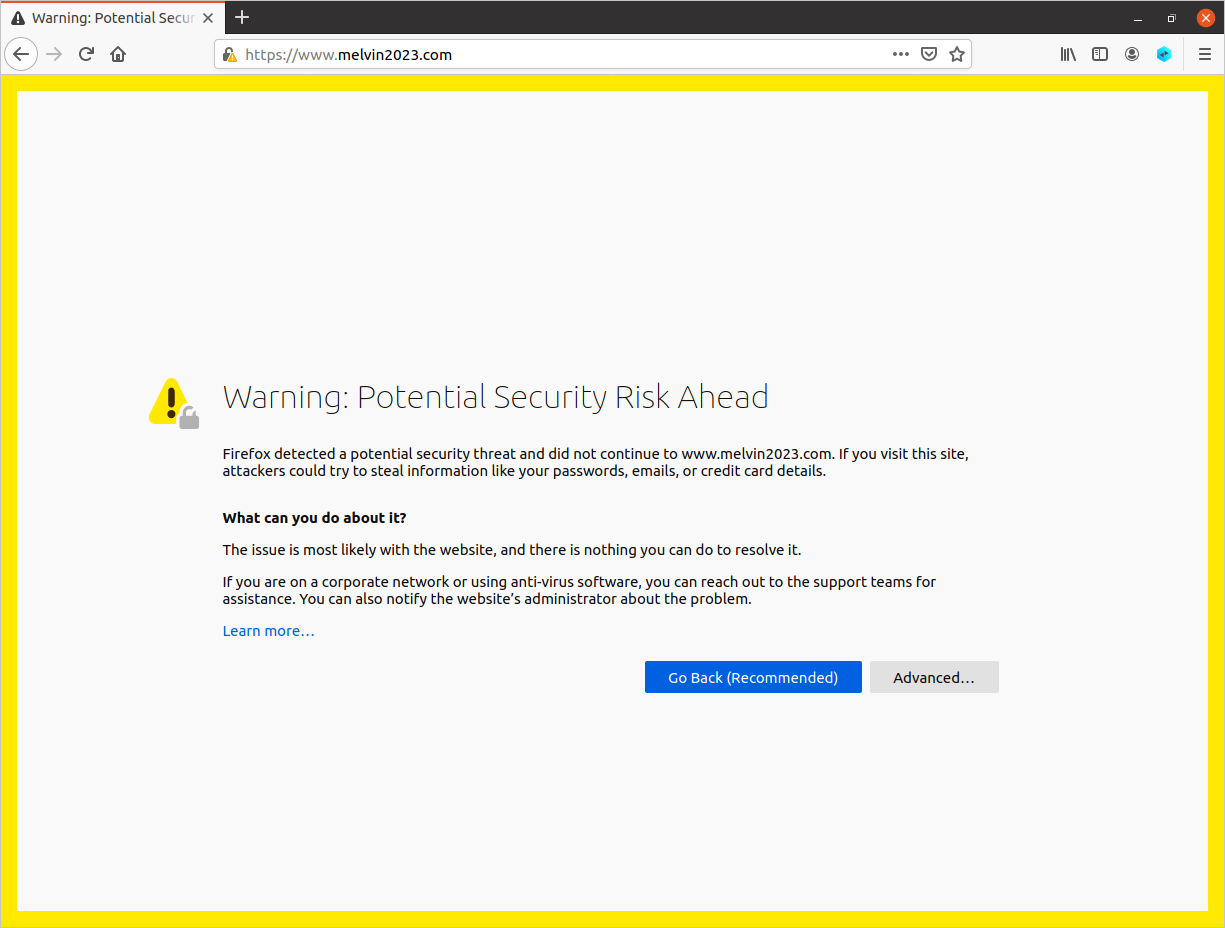 Warning: Potential Secur
https://www.melvin2023.com
Warning: Potential Security Risk Ahead
Firefox detected a potential security threat and did not continue to www.melvin2023.com. If you visit this site,
attackers could try to steal information like your passwords, emails, or credit card details.
What can you do about it?
The issue is most likely with the website, and there is nothing you can do to resolve it.
If you are on a corporate network or using anti-virus software, you can reach out to the support teams for
assistance. You can also notify the website’s administrator about the problem.
Learn more…
Go Back (Recommended)
Advanced…